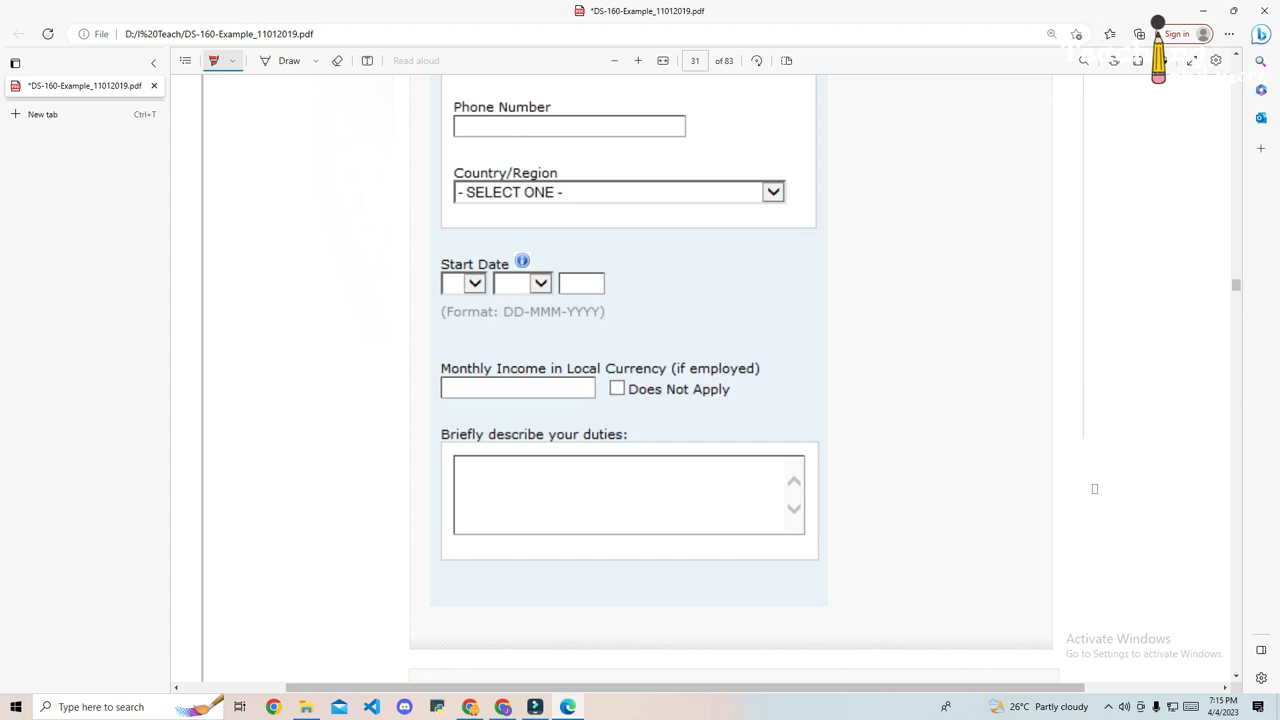 *DS-160-Example_11012019.pdf
File
D:/I%20Teach/DS-160-Example_11012019.pdf
Sign in
*DS-160-Example_11012019.pdf
New tab
Ctrl+T
Draw
Read aloud
31
of 83
Phone Number
Country/Region
- SELECT ONE -
Start Date
(Format: DD-MMM-YYYY)
Monthly Income in Local Currency (if employed)
Does Not Apply
Briefly describe your duties:
Activate Windows
Go to Settings to activate Windows.
Type here to search
26°C Partly cloudy
7:15 PM
4/4/2023